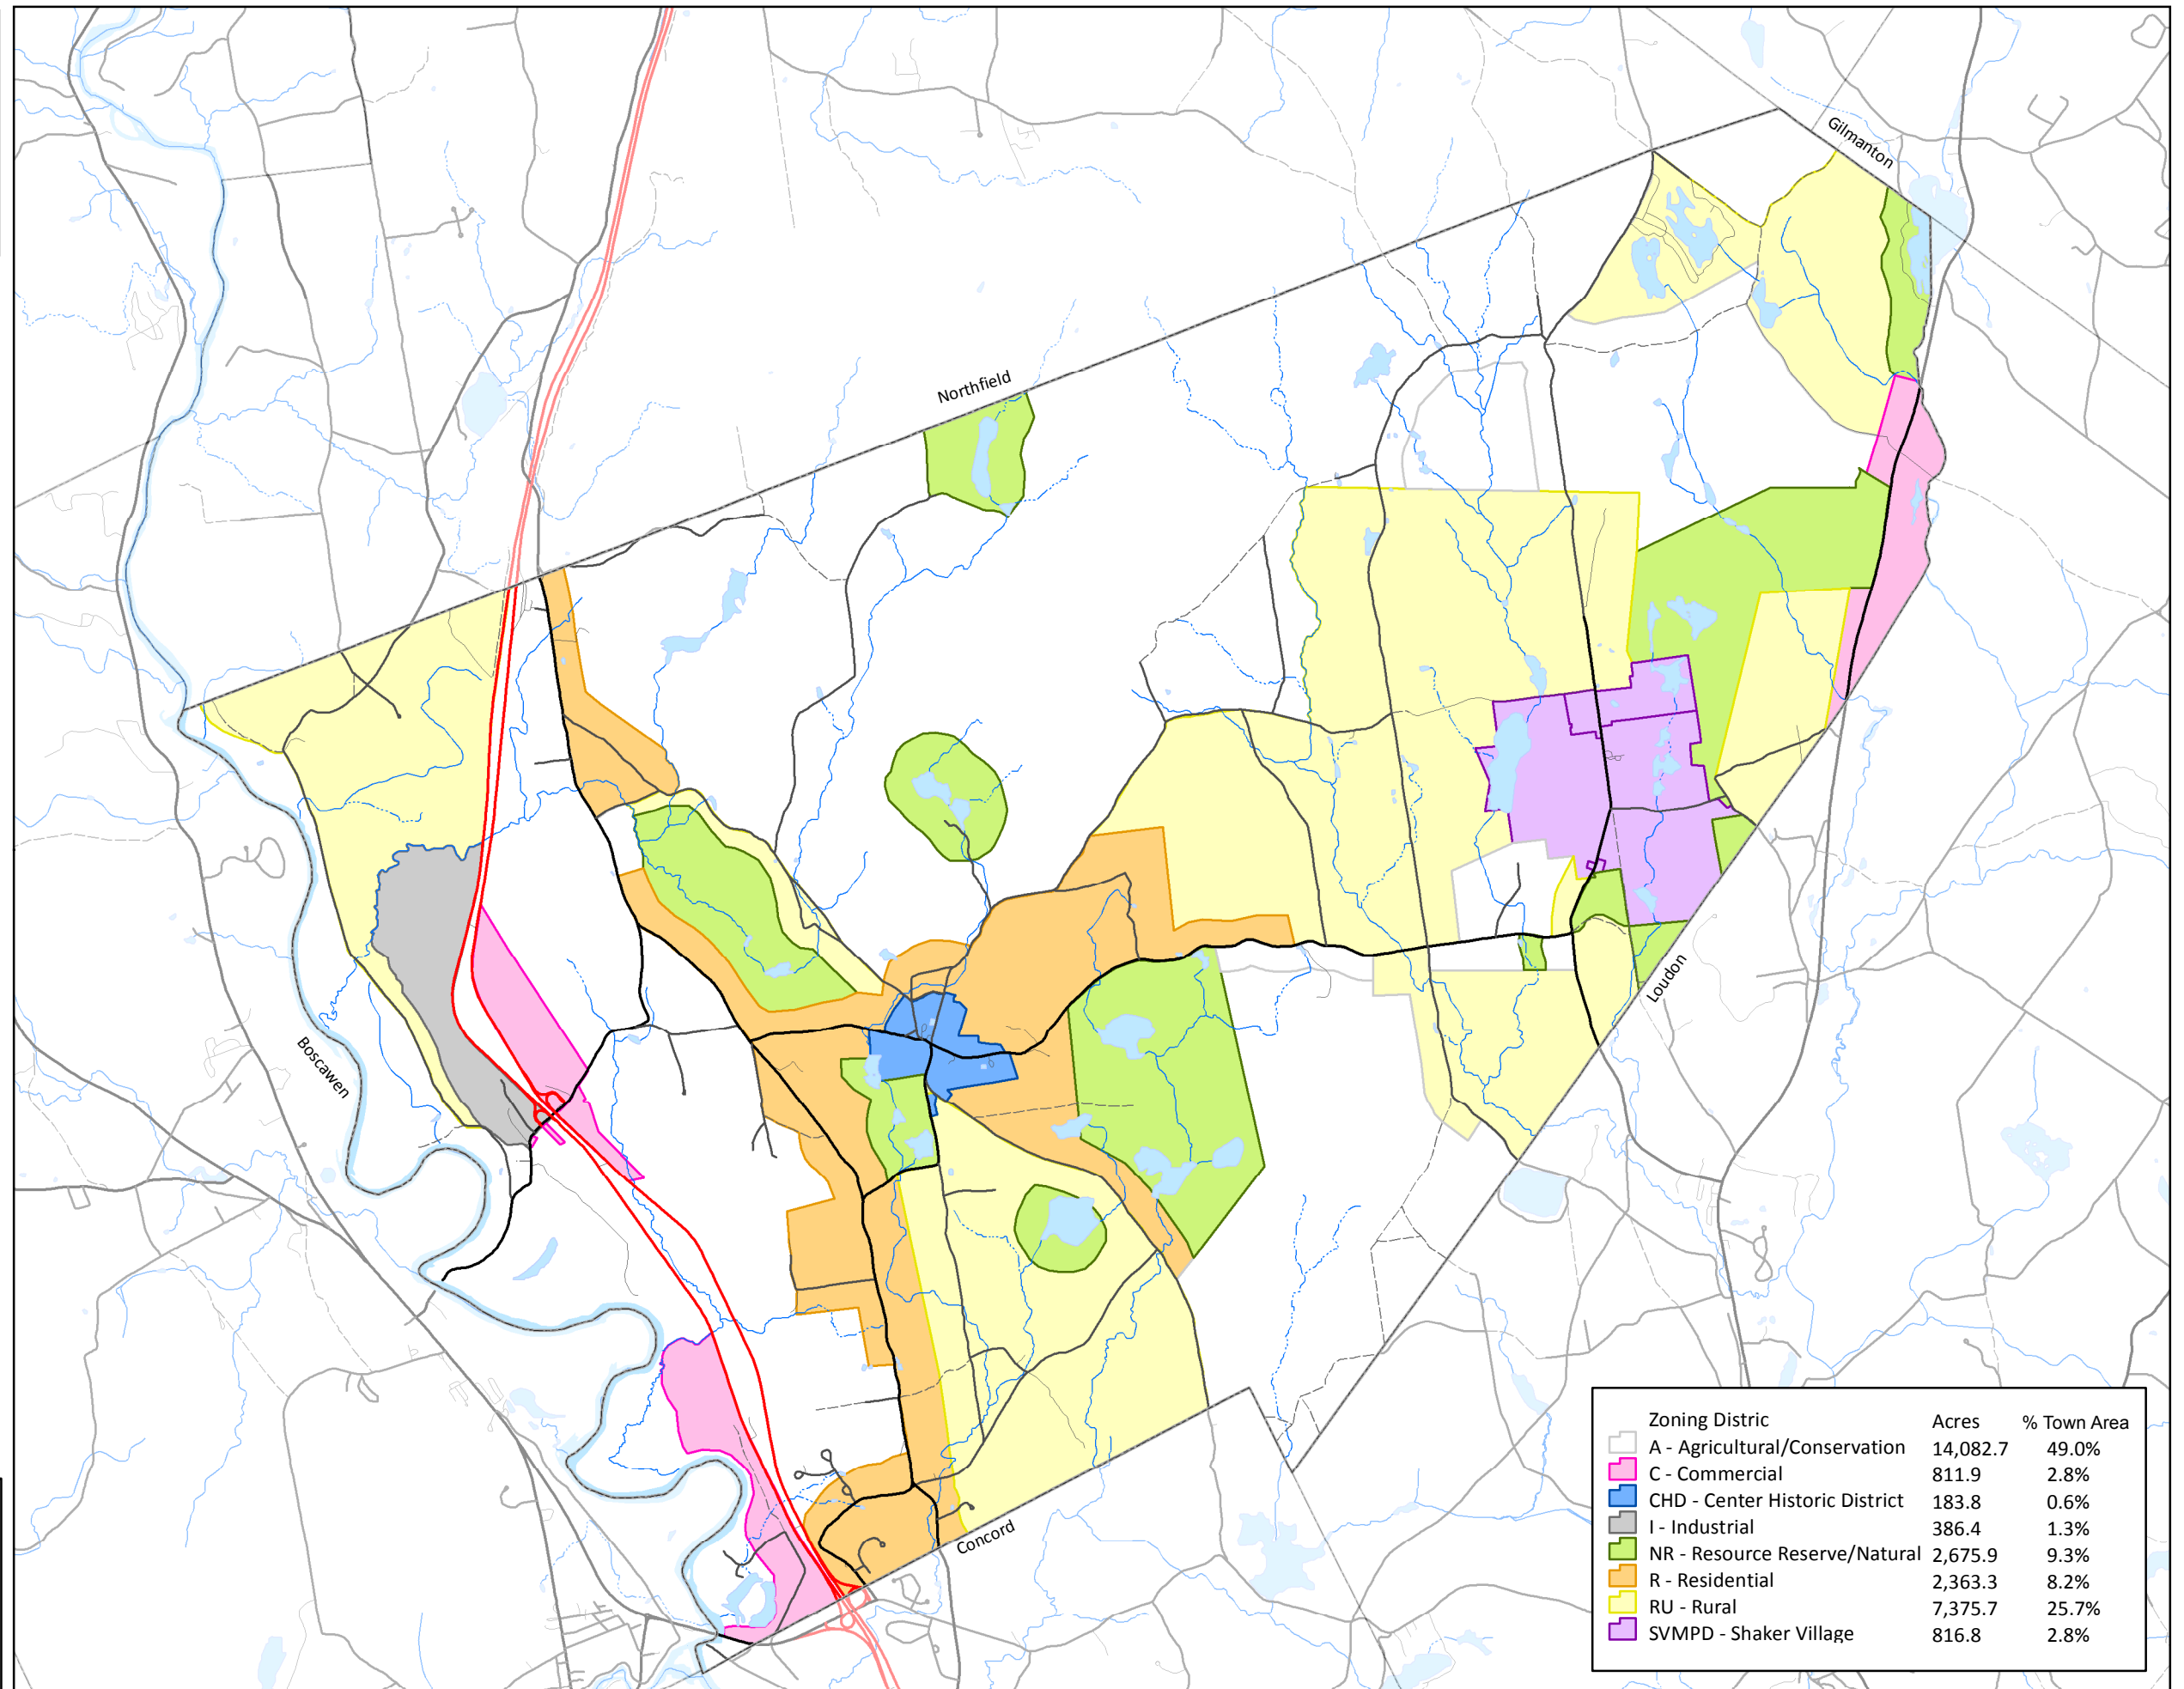 Gilmanton
Northfield
Loudon
Boscawen
Concord
Zoning Distric Acres % Town Area
A - Agricultural/Conservation 14,082.7 49.0%
C - Commercial 811.9 2.8%
CHD - Center Historic District 183.8 0.6%
I - Industrial 386.4 1.3%
NR - Resource Reserve/Natural 2,675.9 9.3%
R - Residential 2,363.3 8.2%
RU - Rural 7,375.7 25.7%
SVMPD - Shaker Village 816.8 2.8%